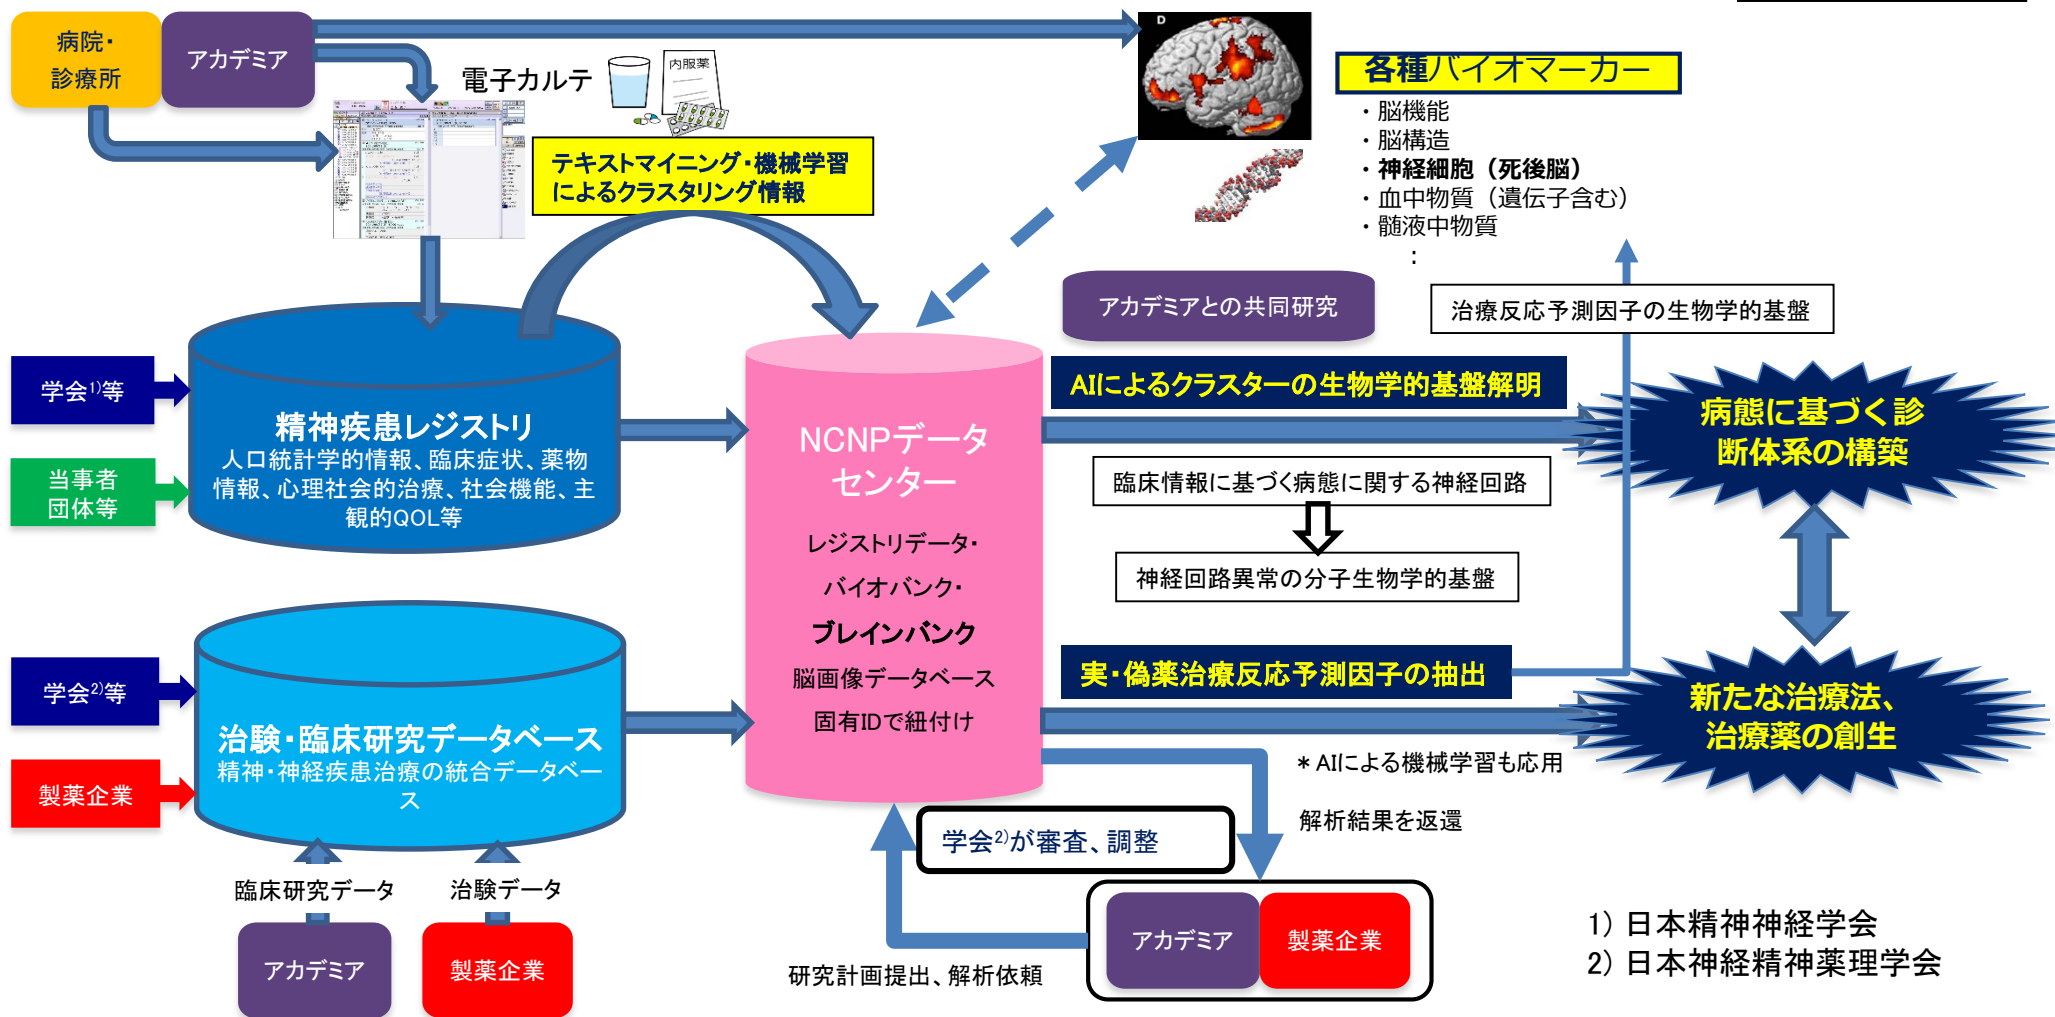 病院・
診療所
アカデミア
電子カルテ
内服薬
D
各種バイオマーカー
・脳機能
・脳構造
・神経細胞（死後脳）
・血中物質（遺伝子含む）
・髄液中物質
：
テキストマイニング・機械学習
によるクラスタリング情報
アカデミアとの共同研究
治療反応予測因子の生物学的基盤
学会1)等
当事者
団体等
精神疾患レジストリ
人口統計学的情報、臨床症状、薬物
情報、心理社会的治療、社会機能、主
観的QOL等
NCNPデータ
センター
レジストリデータ・
バイオバンク・
ブレインバンク
脳画像データベース
固有IDで紐付け
AIによるクラスターの生物学的基盤解明
臨床情報に基づく病態に関する神経回路
神経回路異常の分子生物学的基盤
病態に基づく診
断体系の構築
実・偽薬治療反応予測因子の抽出
新たな治療法、
治療薬の創生
学会2)等
製薬企業
治験・臨床研究データベース
精神・神経疾患治療の統合データベー
ス
＊AIによる機械学習も応用
解析結果を返還
学会2)が審査、調整
臨床研究データ
治験データ
アカデミア
製薬企業
アカデミア
製薬企業
研究計画提出、解析依頼
1) 日本精神神経学会
2) 日本神経精神薬理学会